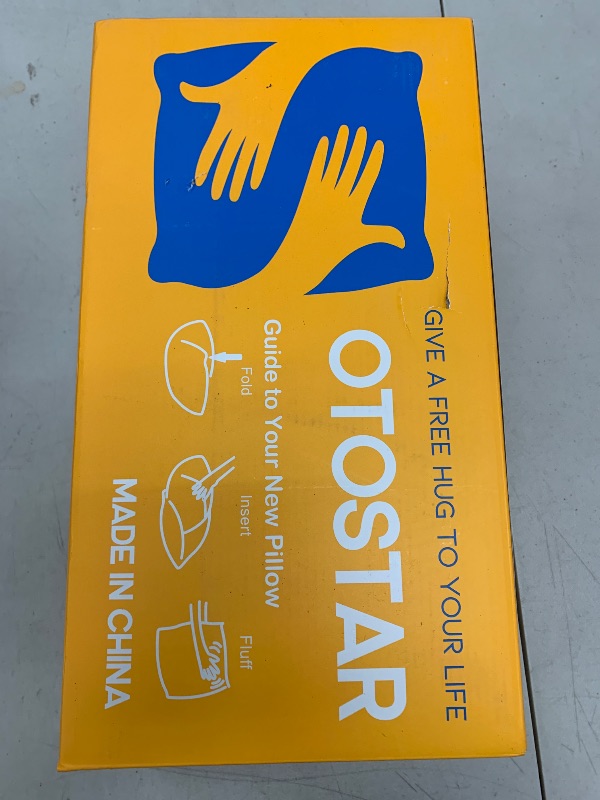 GIVE A FREE HUG TO YOUR LIFE
OTOSTAR
Guide to Your New Pillow
Fold
Insert
Fluff
MADE IN CHINA